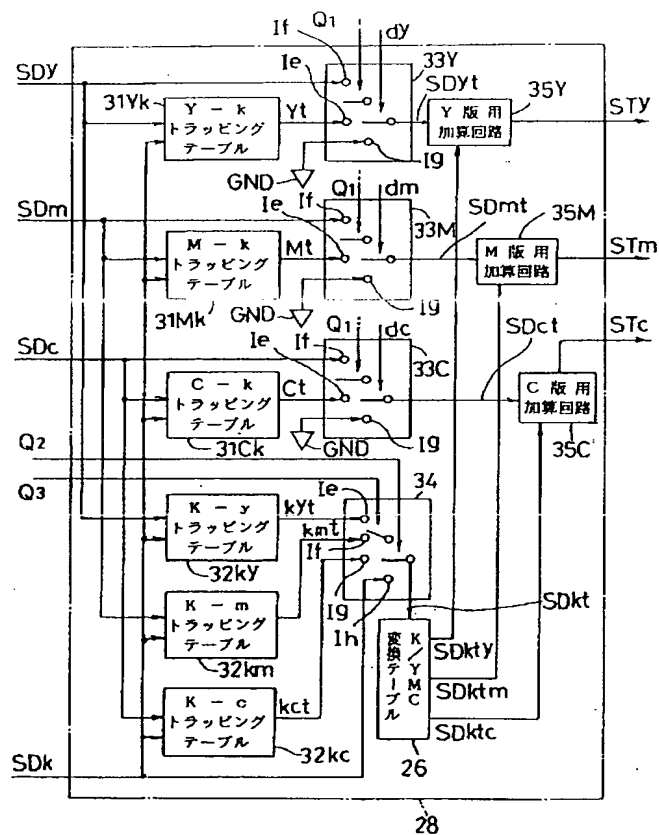 Q1
If
dy
33Y
SDy
Ie
SDyt
35Y
31Yk
Y-k
トラッピング
テーブル
Yt
Y版用
加算回路
STy
Ig
GND
Q1
dm
SDm
If
Ie
33M
SDmt
35M
M-k
トラッピング
テーブル
Mt
M版用
加算回路
STm
31Mk
GND
Ig
Q1
dc
SDct
STc
SDc
If
Ie
33C
C-k
トラッピング
テーブル
Ct
C版用
加算回路
31Ck
GND
Ig
35C
Q2
Q3
34
Ie
K-y
トラッピング
テーブル
kyt
kmt
If
32ky
Ig
Ih
SDkt
K-m
トラッピング
テーブル
32km
K/YMC
変換テーブル
SDkty
SDktm
SDktc
K-c
トラッピング
テーブル
kct
32kc
26
SDk
28